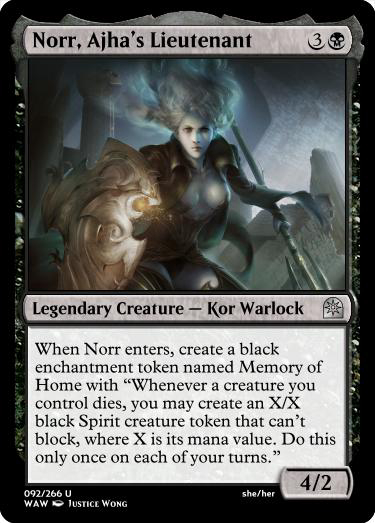 Norr, Ajha's Lieutenant 3
Legendary Creature — Kor Warlock
When Norr enters, create a black
enchantment token named Memory of
Home with “Whenever a creature you
control dies, you may create an X/X
black Spirit creature token that can't
block, where X is its mana value. Do this
only once on each of your turns.”
4/2
092/266 U she/her
WAW Justice Wong